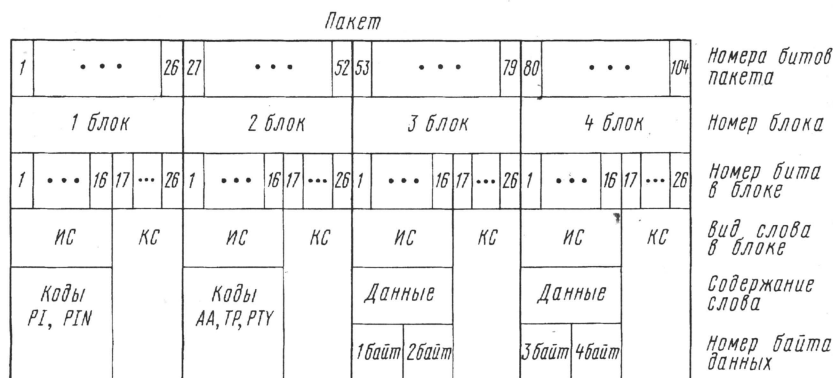 Пакет
1 • • • 26 27 • • • 52 53 • • • 79 80 • • • 104 Номера битов
пакета
1 блок 2 блок 3 блок 4 блок Номер блока
1 • • • 16 17 ••• 26 1 • • • 16 17 ••• 26 1 • • • 16 17 ••• 26 1 • • • 16 17 ••• 26 Номер бита
в блоке
ИС КС ИС КС ИС КС ИС КС Вид слова
в блоке
Коды Коды Данные Данные Содержание
PI, PIN AA, TP, PTY слова
1 байт 2 байт 3 байт 4 байт Номер байта
данных